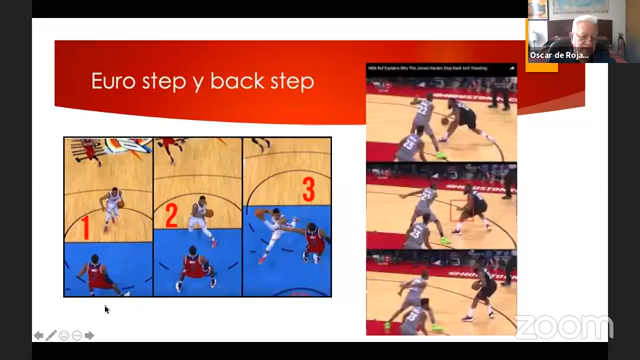 Euro step y back step
NBA Ref Explains Why The James Harden Step Back Isn't Traveling
1
2
3
Oscar de Roja...
zoom